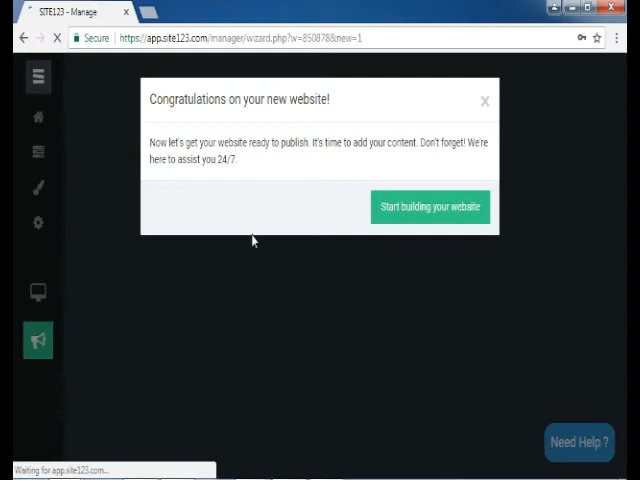 SITE123 - Manage
Secure https://app.site123.com/manager/wizard.php?w=850878&new=1
Congratulations on your new website!
Now let's get your website ready to publish. It's time to add your content. Don't forget! We're
here to assist you 24/7.
Start building your website
Need Help ?
Waiting for app.site123.com...